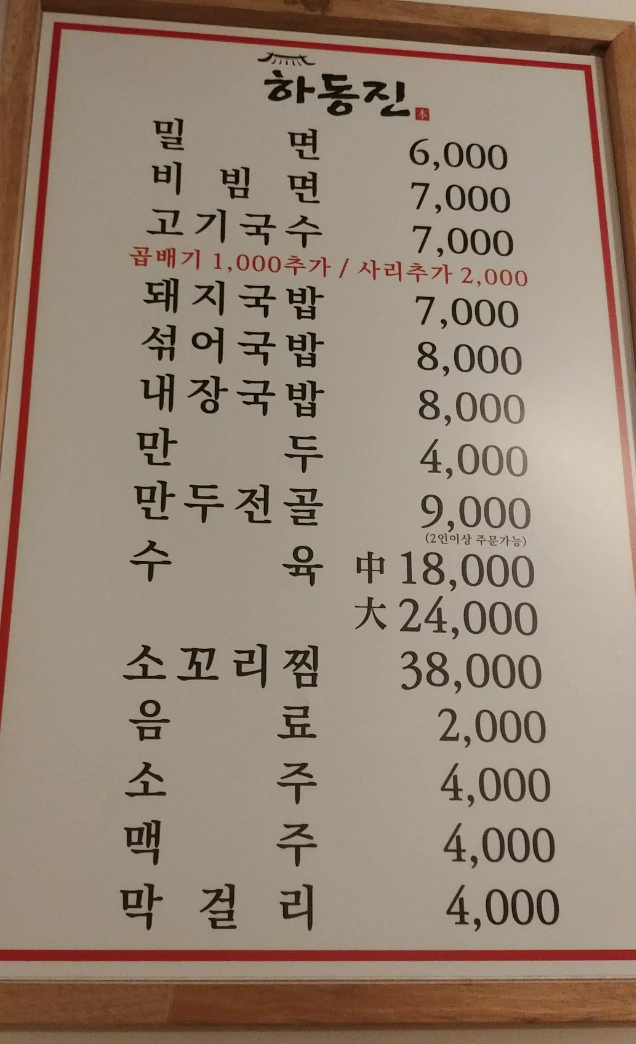 하동진
밀면 6,000
비빔면 7,000
고기국수 7,000
곱배기 1,000추가 / 사리추가 2,000
돼지국밥 7,000
섞어국밥 8,000
내장국밥 8,000
만두 4,000
만두전골 9,000
(2인이상 주문가능)
수육 中 18,000
大 24,000
소꼬리찜 38,000
음료 2,000
소주 4,000
맥주 4,000
막걸리 4,000